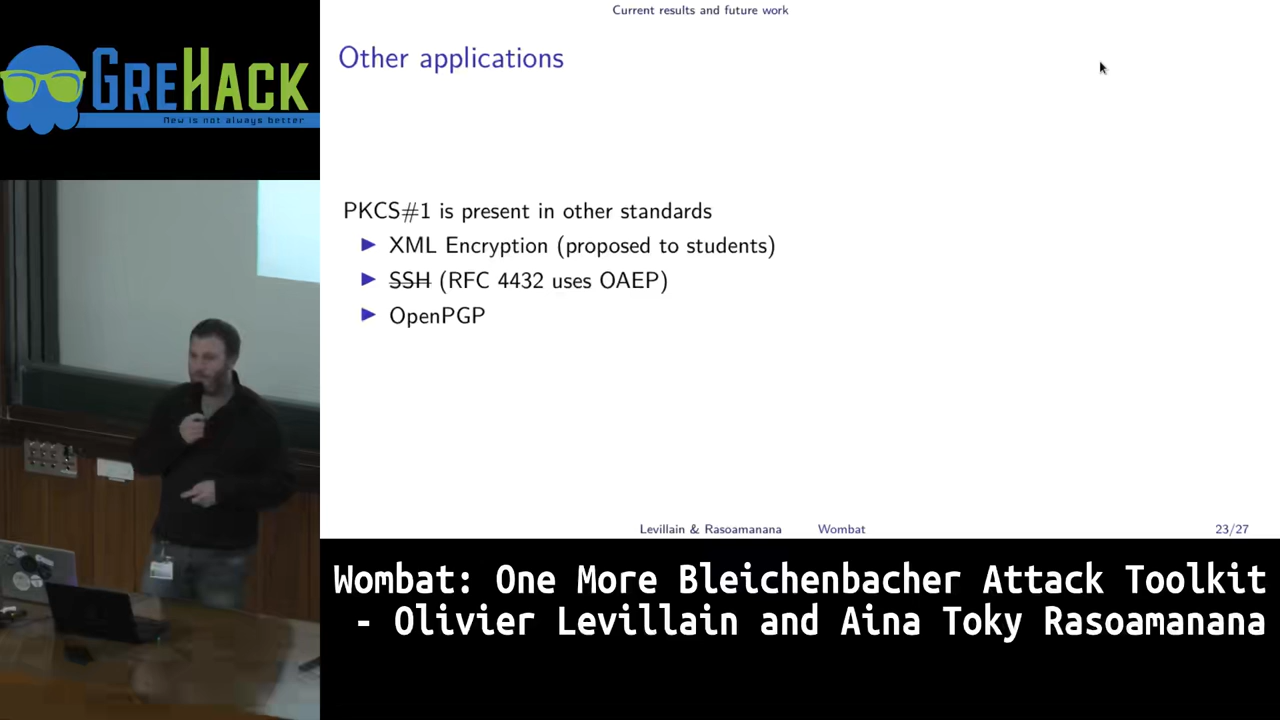 GREHACK
New is not always better
Current results and future work
Other applications
PKCS#1 is present in other standards
▶ XML Encryption (proposed to students)
▶ SSH (RFC 4432 uses OAEP)
▶ OpenPGP
Levillain & Rasoamanana Wombat 23/27
Wombat: One More Bleichenbacher Attack Toolkit
- Olivier Levillain and Aina Toky Rasoamanana